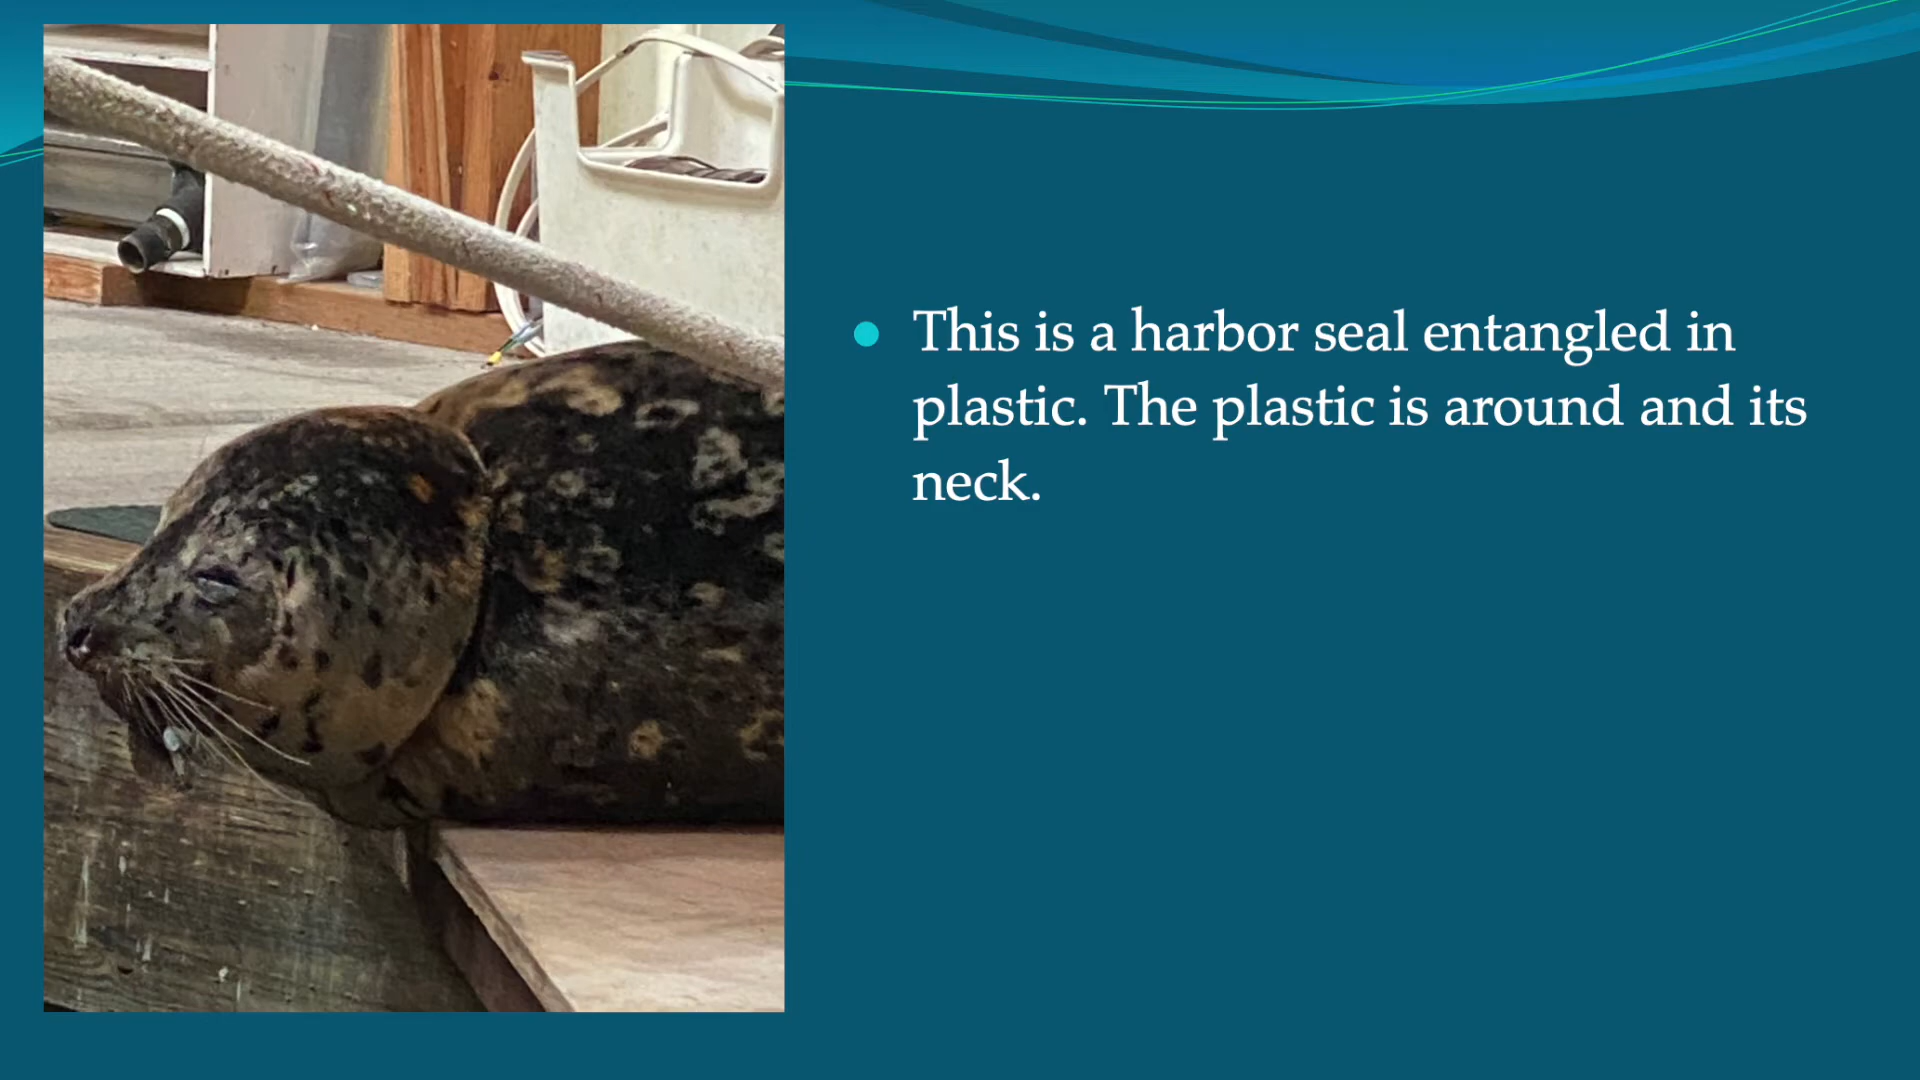 This is a harbor seal entangled in
plastic. The plastic is around and its
neck.